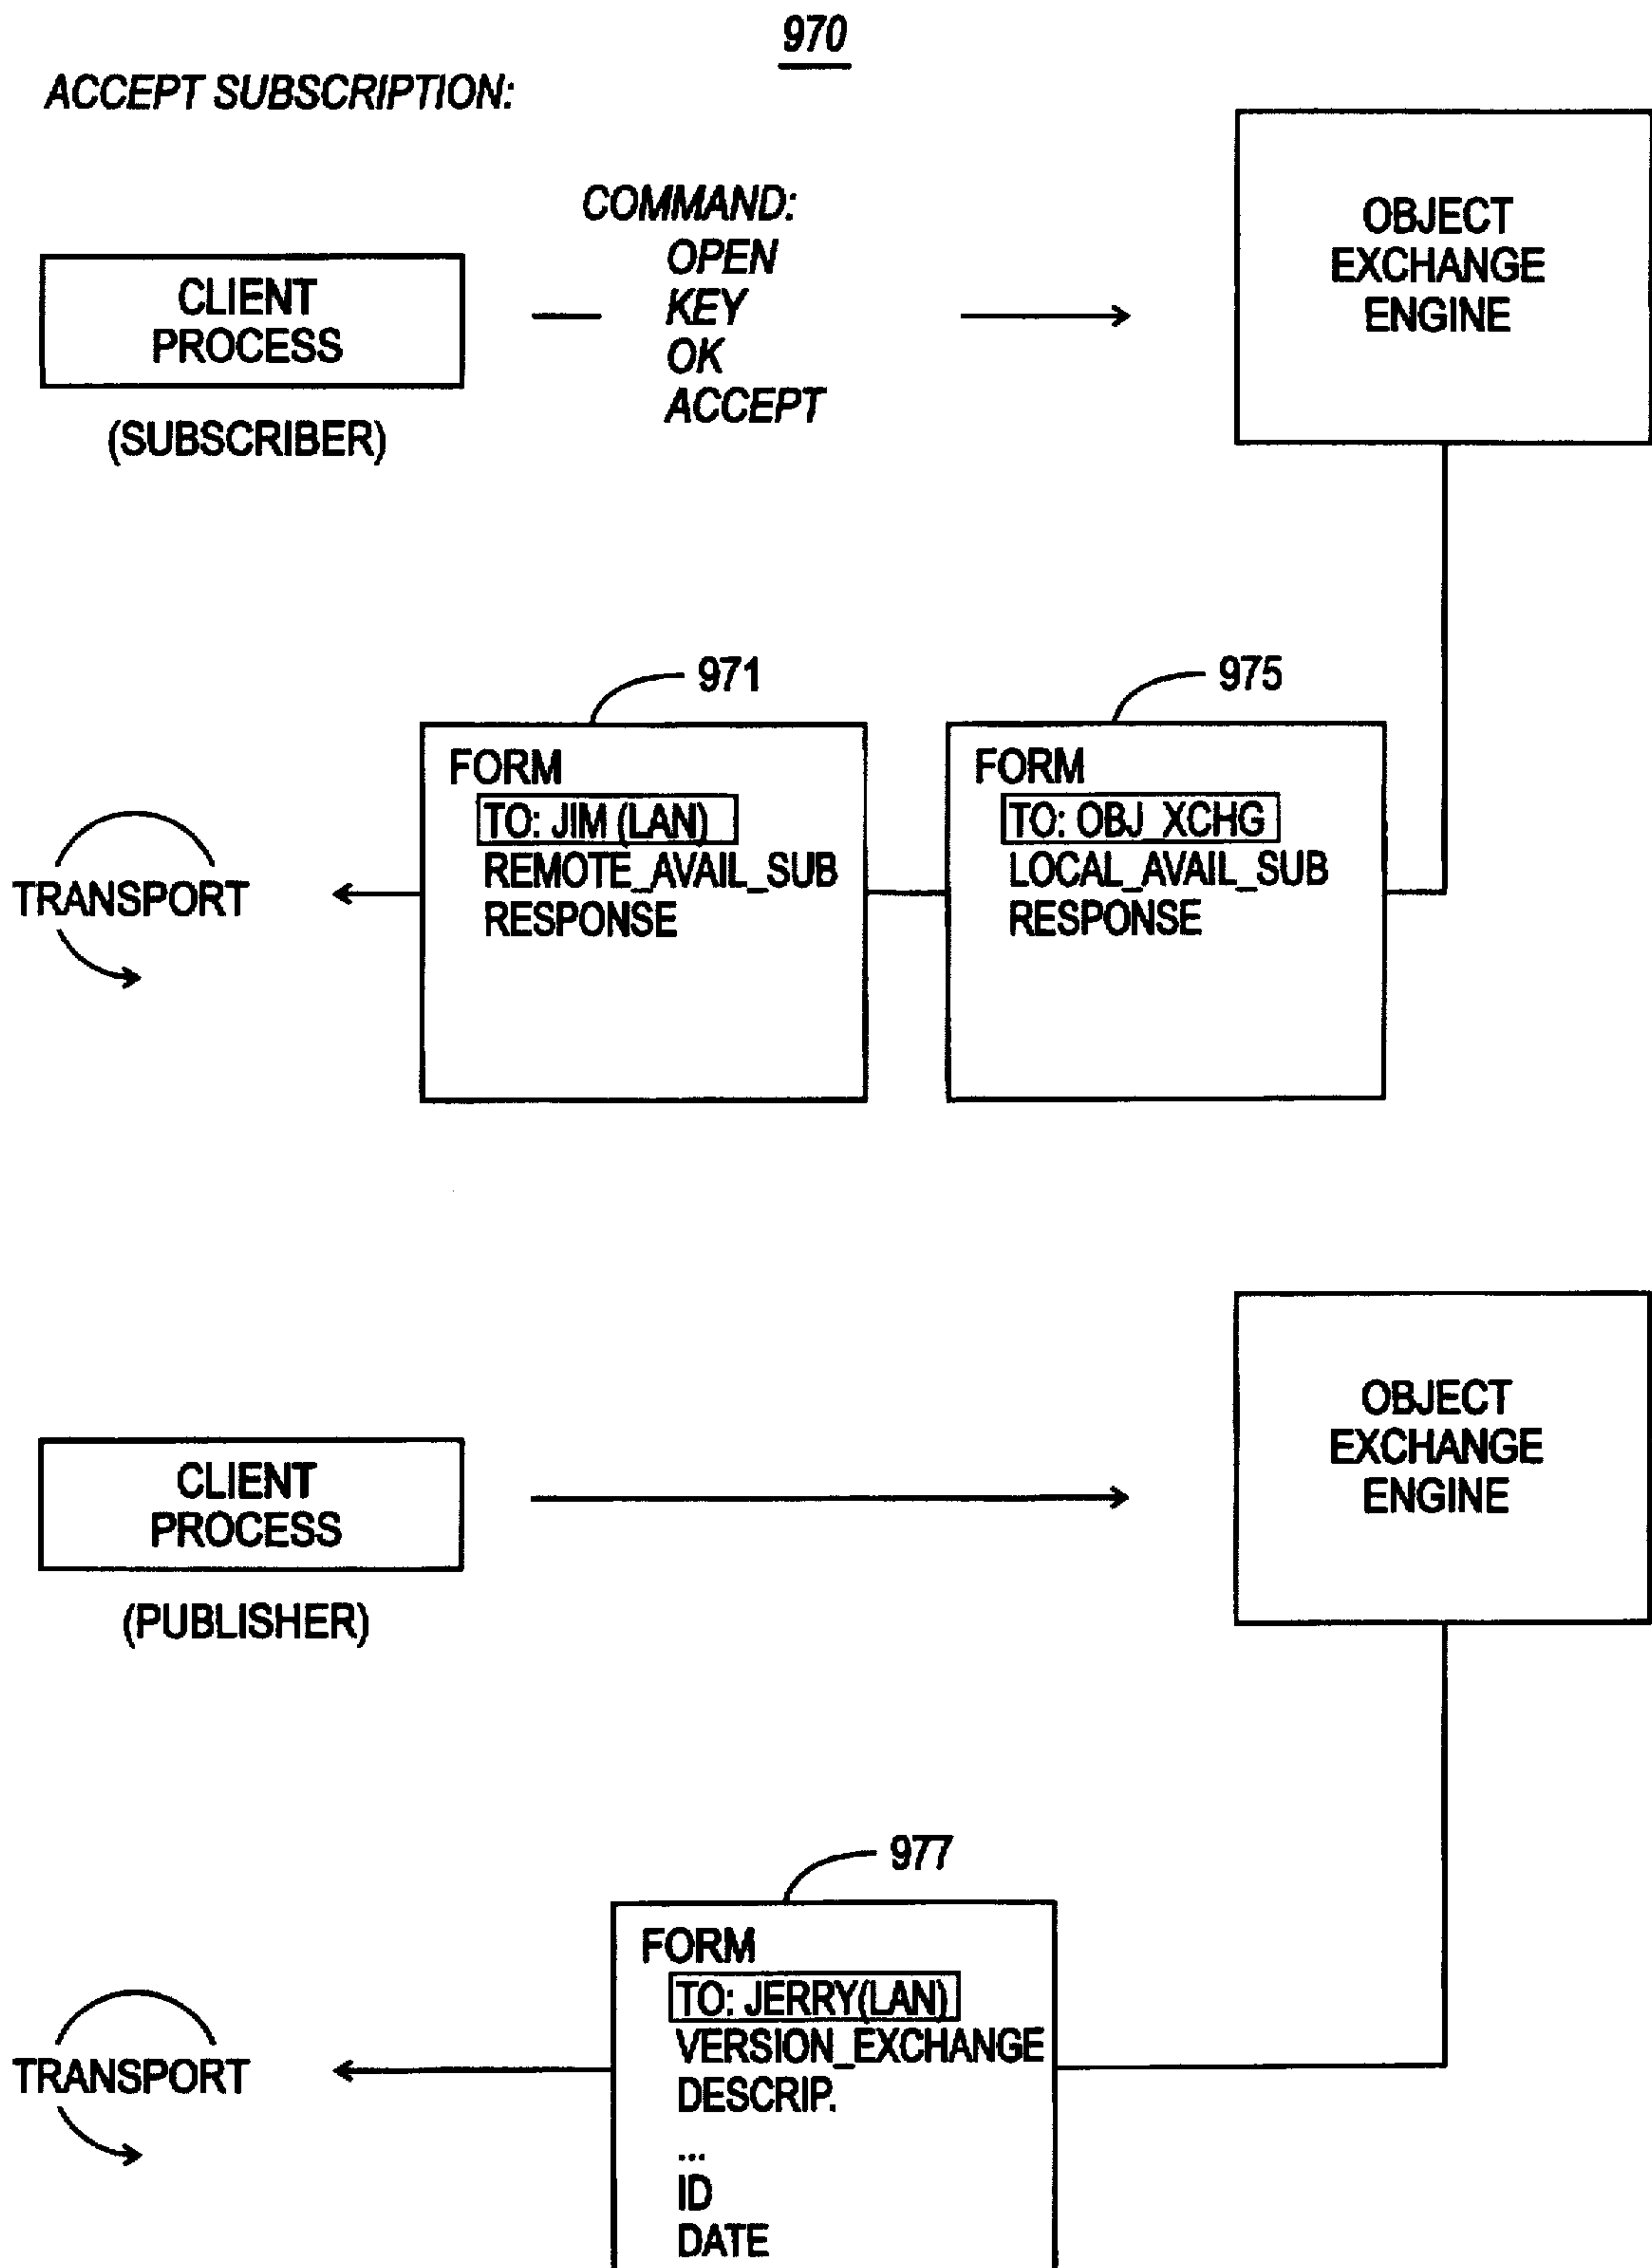 970
ACCEPT SUBSCRIPTION:
COMMAND:
OPEN
KEY
OK
ACCEPT
CLIENT
PROCESS
(SUBSCRIBER)
OBJECT
EXCHANGE
ENGINE
971
975
FORM
TO: JIM (LAN)
REMOTE_AVAIL_SUB
RESPONSE
FORM
TO: OBJ_XCHG
LOCAL_AVAIL_SUB
RESPONSE
TRANSPORT
CLIENT
PROCESS
(PUBLISHER)
OBJECT
EXCHANGE
ENGINE
977
FORM
TO: JERRY(LAN)
VERSION_EXCHANGE
DESCRIP.
...
ID
DATE
TRANSPORT